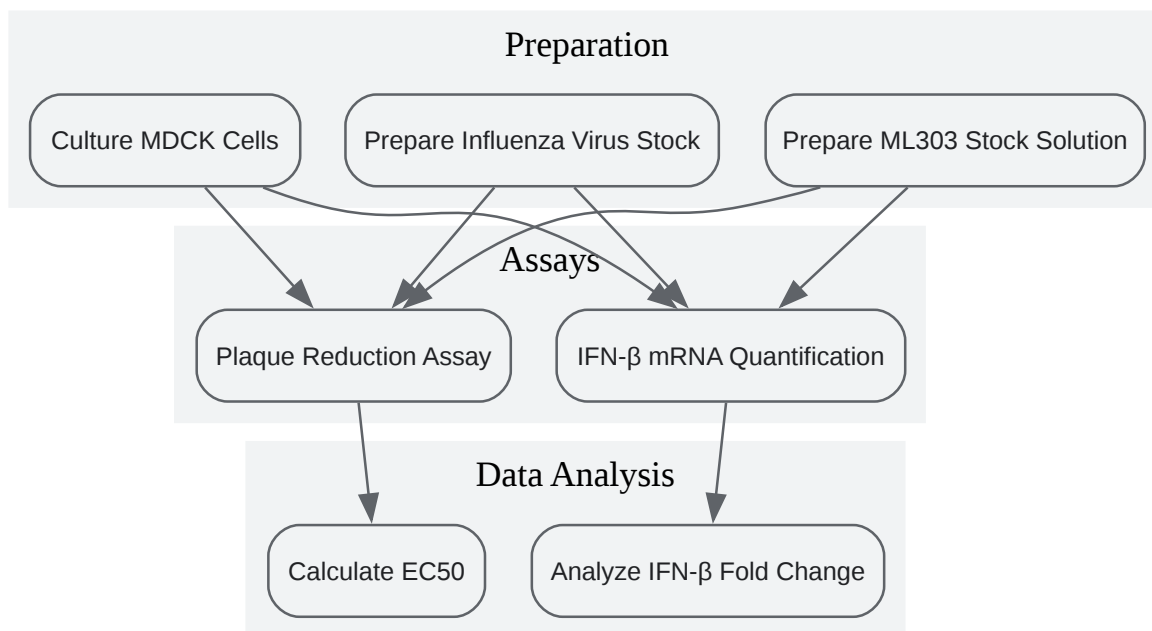 Preparation
Culture MDCK Cells
Prepare Influenza Virus Stock
Prepare ML303 Stock Solution
Assays
Plaque Reduction Assay
IFN-β mRNA Quantification
Data Analysis
Calculate EC50
Analyze IFN-β Fold Change